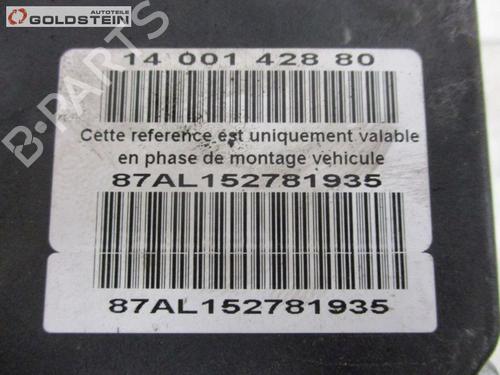 Autoteile
GOLDSTEIN
B-PARTS
14 001 428 80
Cette reference est uniquement valable
en phase de montage vehicule
87AL152781935
87AL152781935